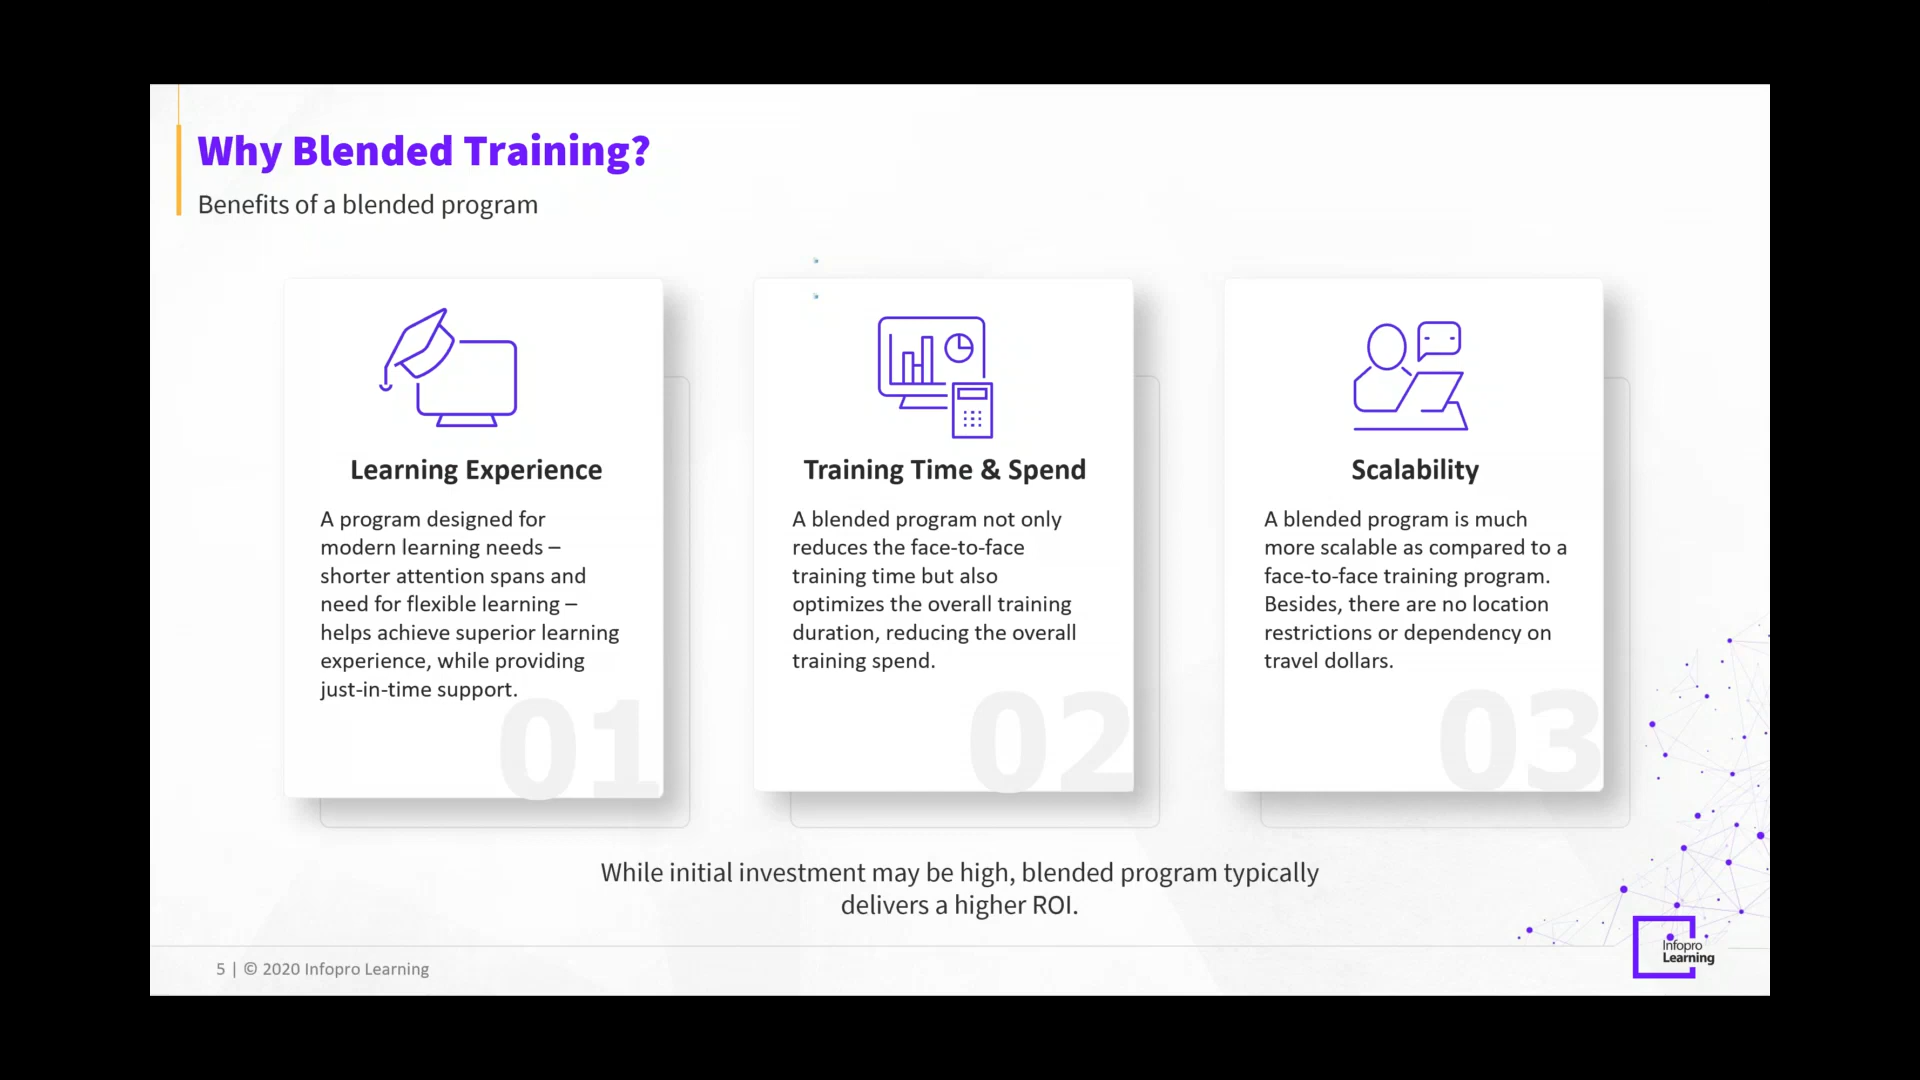 Why Blended Training?
Benefits of a blended program
Learning Experience
A program designed for
modern learning needs –
shorter attention spans and
need for flexible learning –
helps achieve superior learning
experience, while providing
just-in-time support.
01
Training Time & Spend
A blended program not only
reduces the face-to-face
training time but also
optimizes the overall training
duration, reducing the overall
training spend.
02
Scalability
A blended program is much
more scalable as compared to a
face-to-face training program.
Besides, there are no location
restrictions or dependency on
travel dollars.
03
While initial investment may be high, blended program typically
delivers a higher ROI.
5 | © 2020 Infopro Learning
Infopro
Learning